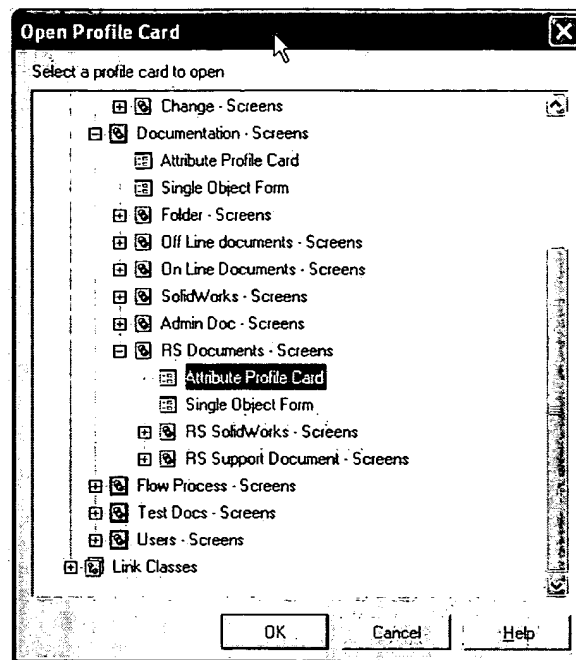 Open Profile Card
Select a profile card to open
Change - Screens
Documentation - Screens
Attribute Profile Card
Single Object Form
Folder - Screens
Off Line documents - Screens
On Line Documents - Screens
SolidWorks - Screens
Admin Doc - Screens
RS Documents - Screens
Attribute Profile Card
Single Object Form
RS SolidWorks - Screens
RS Support Document - Screens
Flow Process - Screens
Test Docs - Screens
Users - Screens
Link Classes
OK Cancel Help